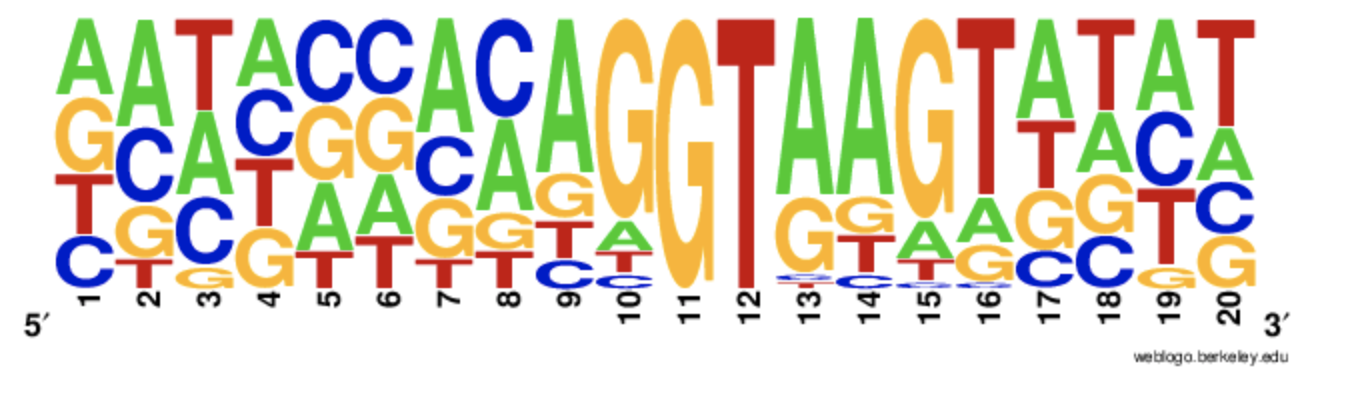 A A T A C C A C A G G T A A G T A T A T
G C A C G G C A G A G G A A T A C A
T G C T A A G G T T C T T G G G T C
C T G G T T T T C C T C C C C C G G
1 2 3 4 5 6 7 8 9 10 11 12 13 14 15 16 17 18 19 20
5′ 3′
weblogo.berkeley.edu